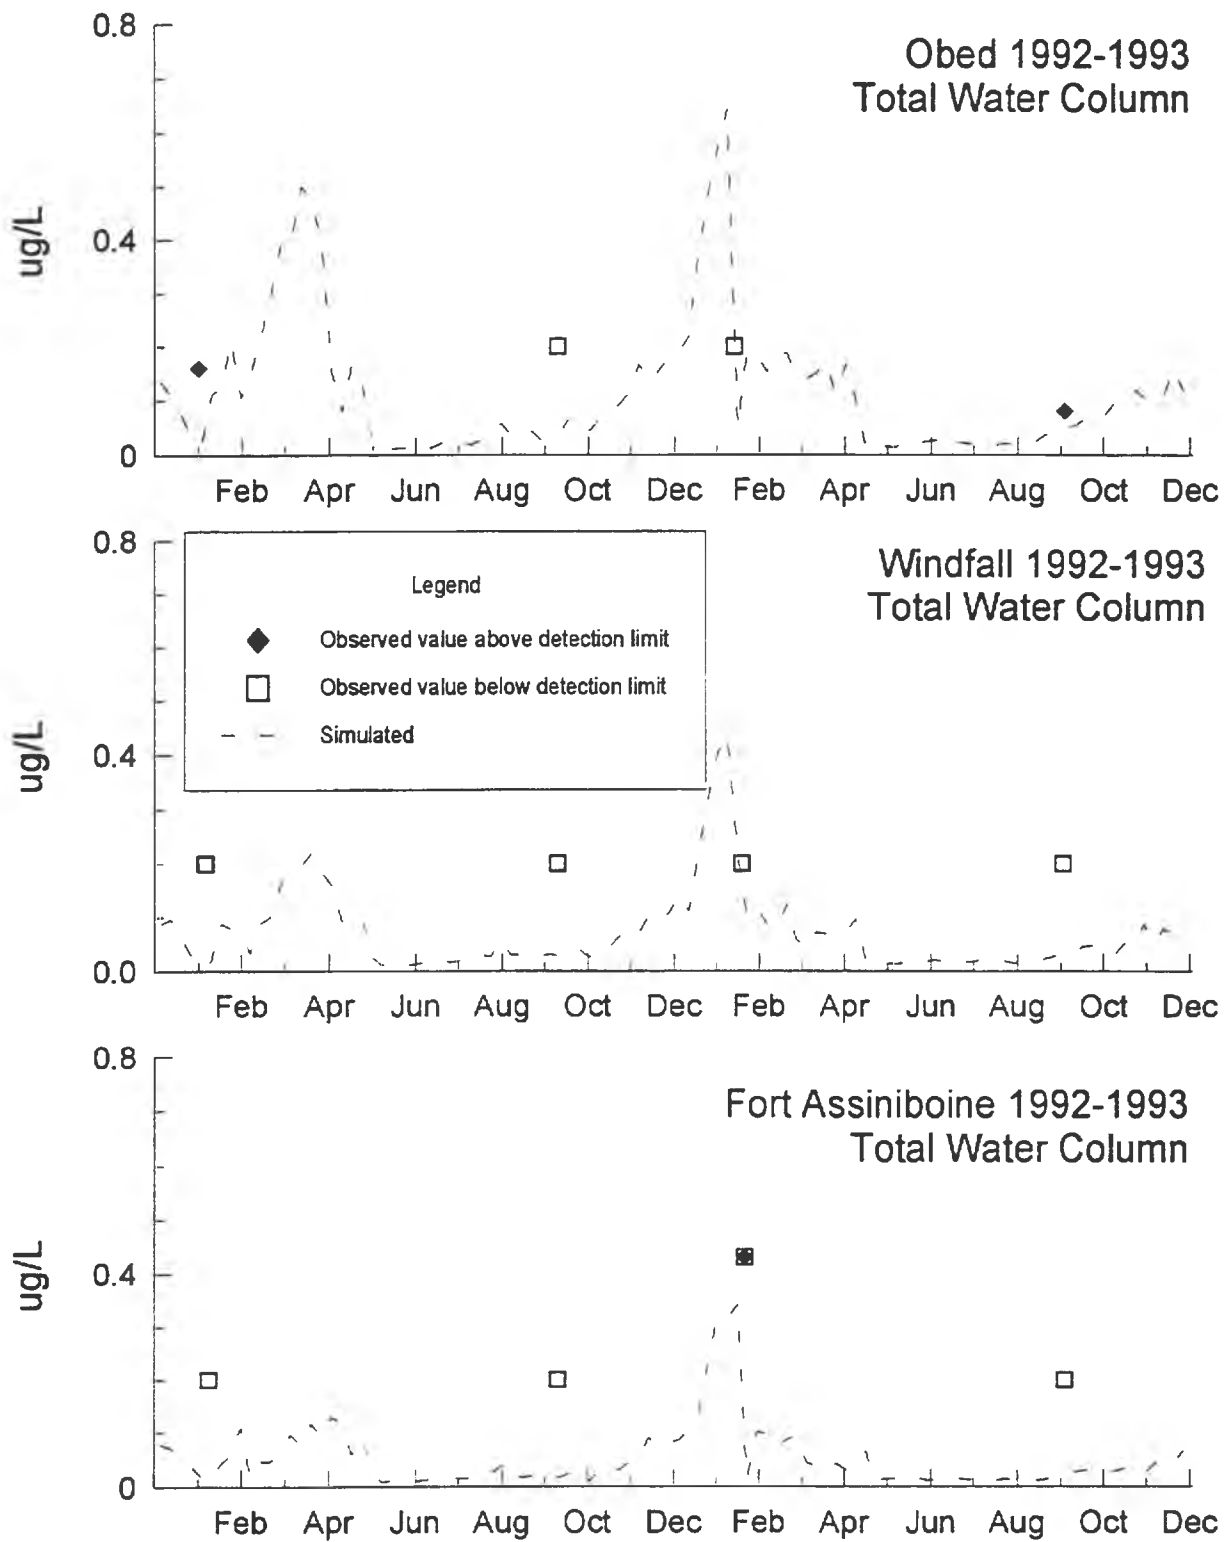 Obed 1992-1993
Total Water Column
0.8
0.4
0
ug/L
Feb Apr Jun Aug Oct Dec Feb Apr Jun Aug Oct Dec
Windfall 1992-1993
Total Water Column
0.8
0.4
0.0
ug/L
Legend
Observed value above detection limit
Observed value below detection limit
Simulated
Feb Apr Jun Aug Oct Dec Feb Apr Jun Aug Oct Dec
Fort Assiniboine 1992-1993
Total Water Column
0.8
0.4
0
ug/L
Feb Apr Jun Aug Oct Dec Feb Apr Jun Aug Oct Dec